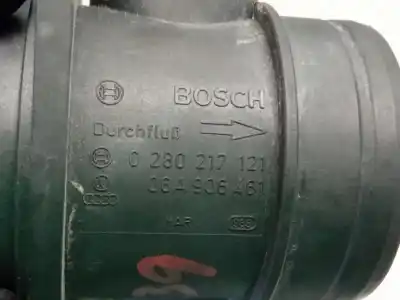 BOSCH
Durchfluß
0 280 217 121
06A 906 461